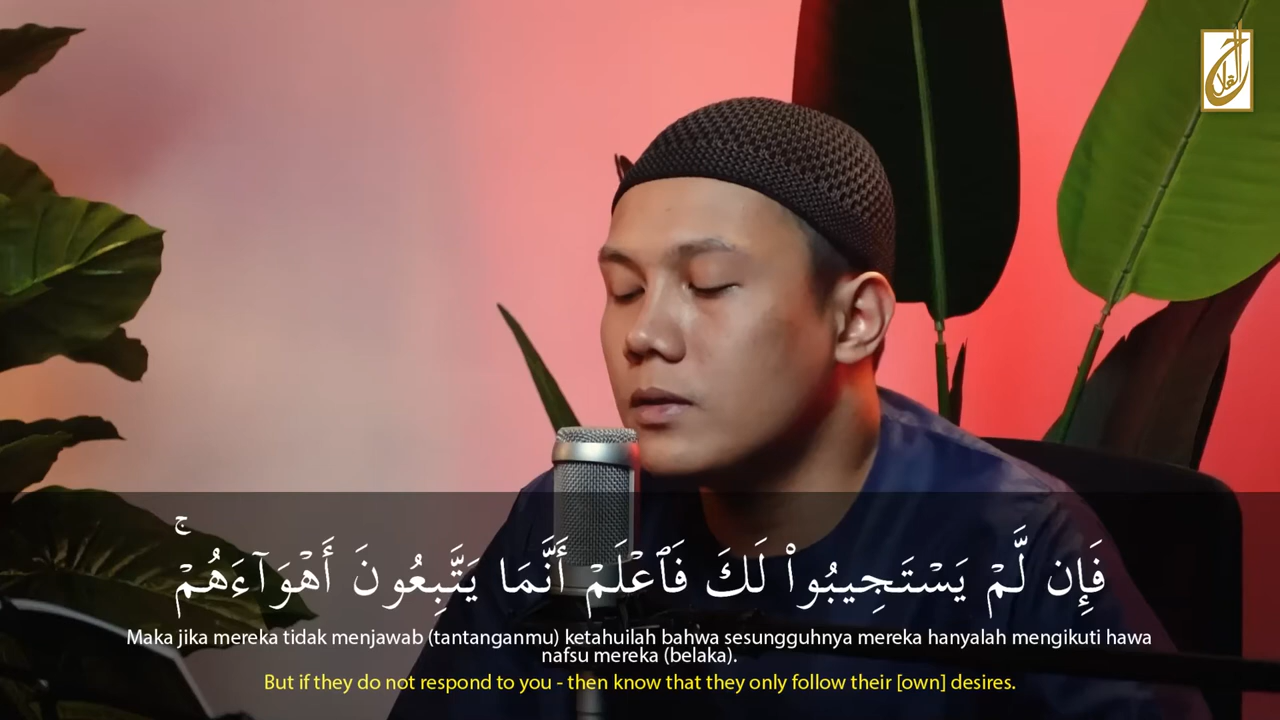 فَإِن لَّمْ يَسْتَجِيبُوا۟ لَكَ فَٱعْلَمْ أَنَّمَا يَتَّبِعُونَ أَهْوَآءَهُمْ ۚ
Maka jika mereka tidak menjawab (tantanganmu) ketahuilah bahwa sesungguhnya mereka hanyalah mengikuti hawa
nafsu mereka (belaka).
But if they do not respond to you - then know that they only follow their [own] desires.